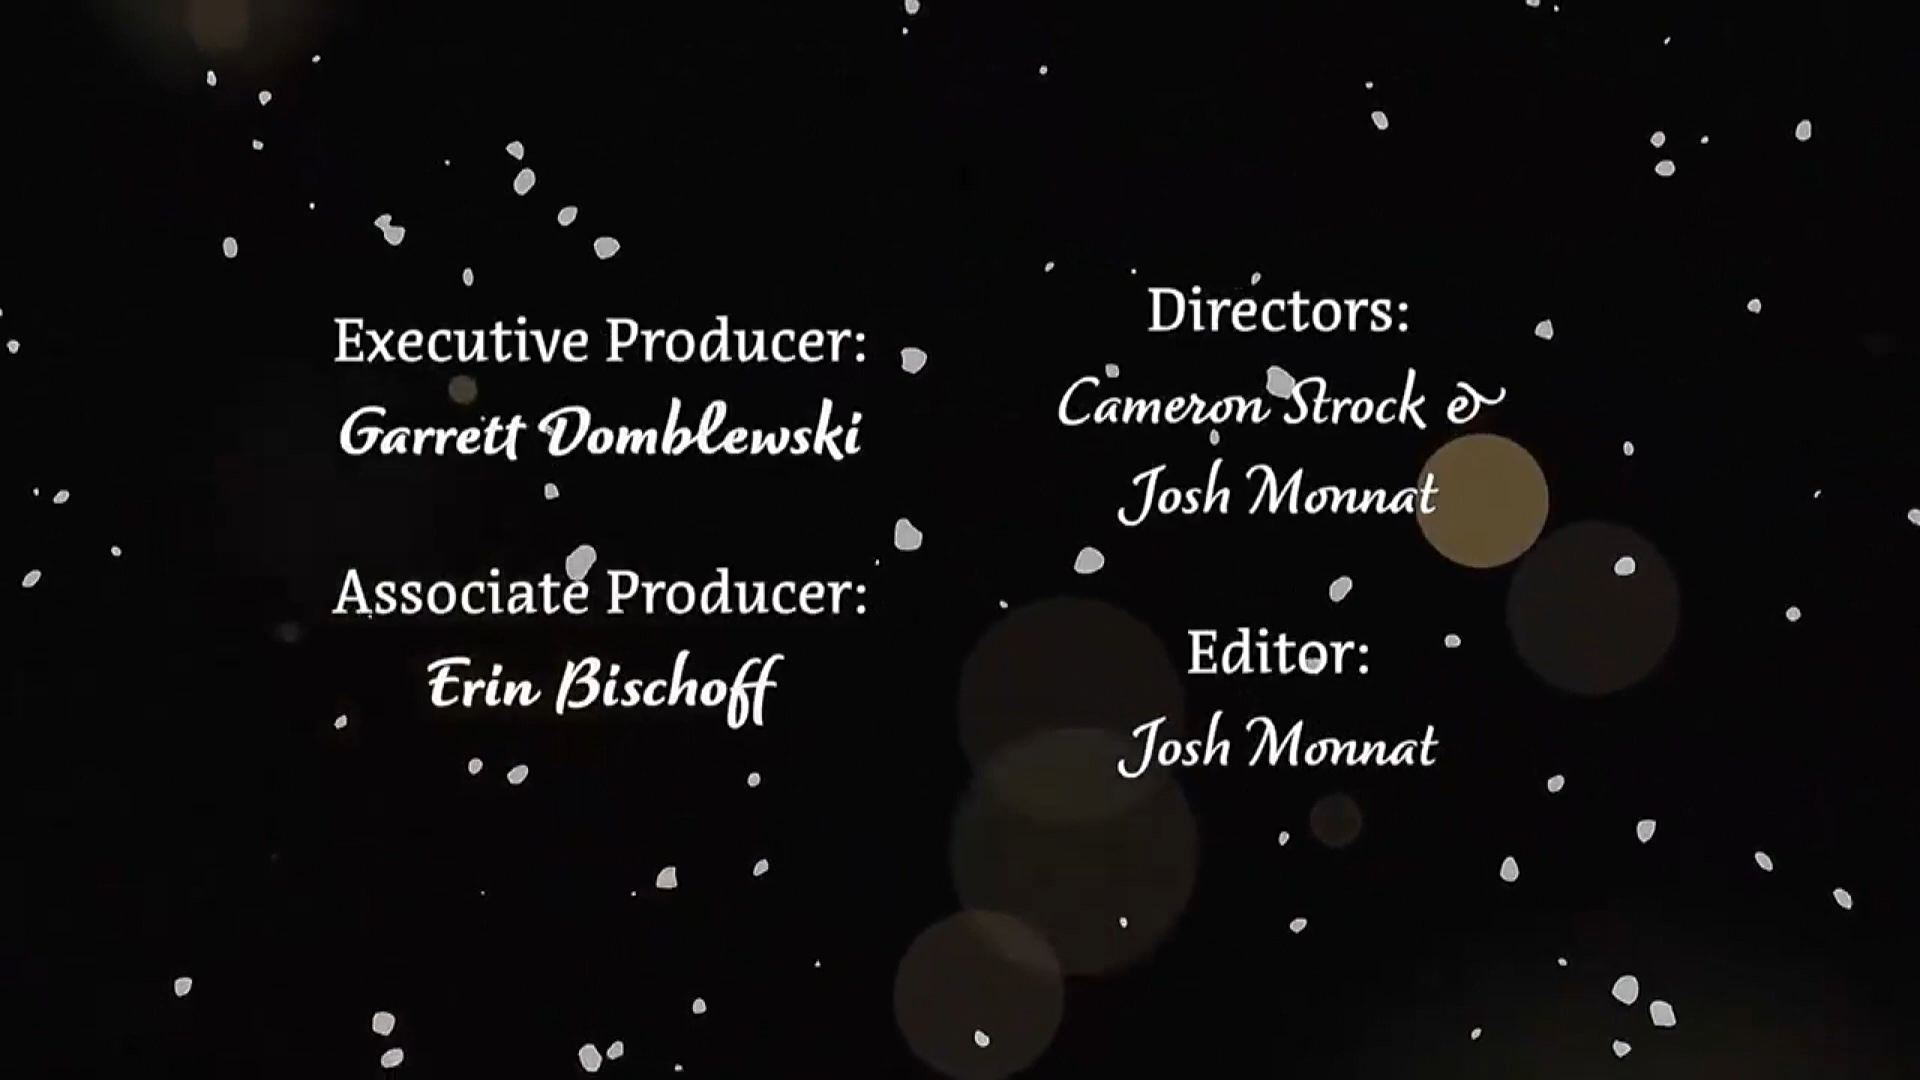 Executive Producer:
Garrett Domblewski
Associate Producer:
Erin Bischoff
Directors:
Cameron Strock &
Josh Monnat
Editor:
Josh Monnat